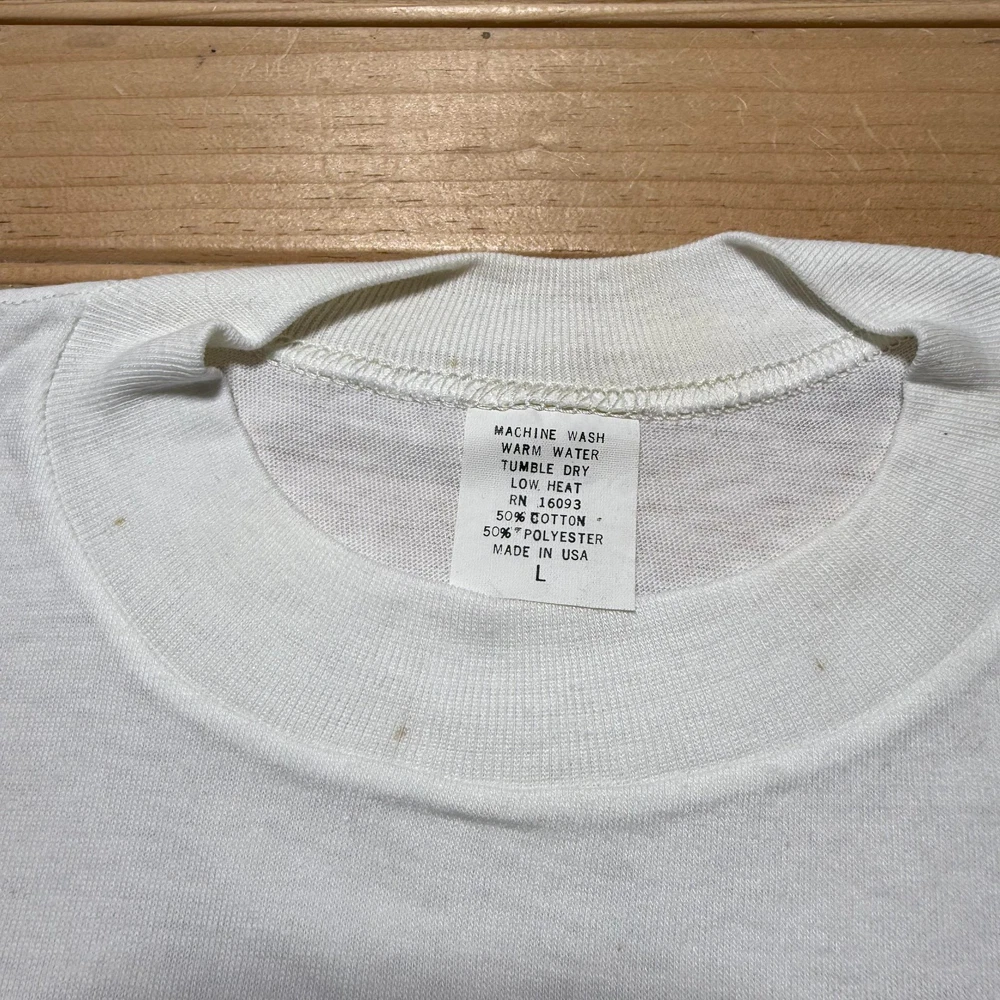 MACHINE WASH
WARM WATER
TUMBLE DRY
LOW HEAT
RN 16093
50% COTTON
50% POLYESTER
MADE IN USA
L